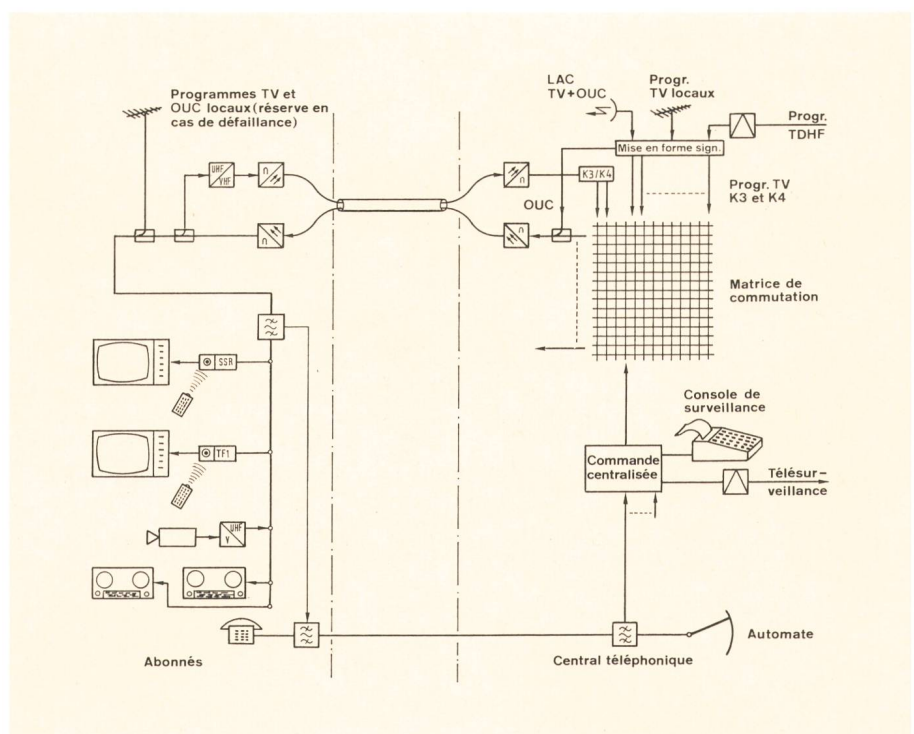 Programmes TV et
OUC locaux (réserve en
cas de défaillance)
LAC
TV+OUC
Progr.
TV locaux
Progr.
TDHF
Mise en forme sign.
UHF
VHF
n
n
K3/K4
Progr. TV
K3 et K4
OUC
n
n
Matrice de
commutation
SSR
Console de
surveillance
TF1
Commande
centralisée
Télésur-
veillance
UHF
V
Automate
Abonnés
Central téléphonique